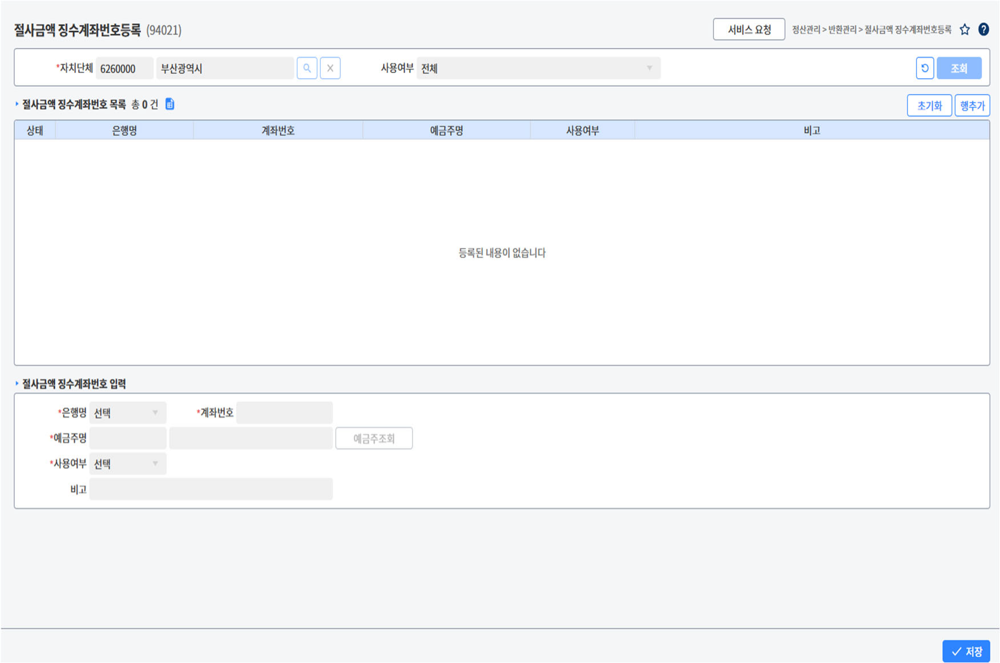 절사금액 징수계좌번호등록 (94021)
서비스 요청 정산관리 > 반환관리 > 절사금액 징수계좌번호등록
*자치단체 6260000 부산광역시 사용여부 전체 조회
절사금액 징수계좌번호 목록 총 0 건 초기화 행추가
상태 은행명 계좌번호 예금주명 사용여부 비고
등록된 내용이 없습니다
절사금액 징수계좌번호 입력
*은행명 선택 *계좌번호
*예금주명 예금주조회
*사용여부 선택
비고
저장